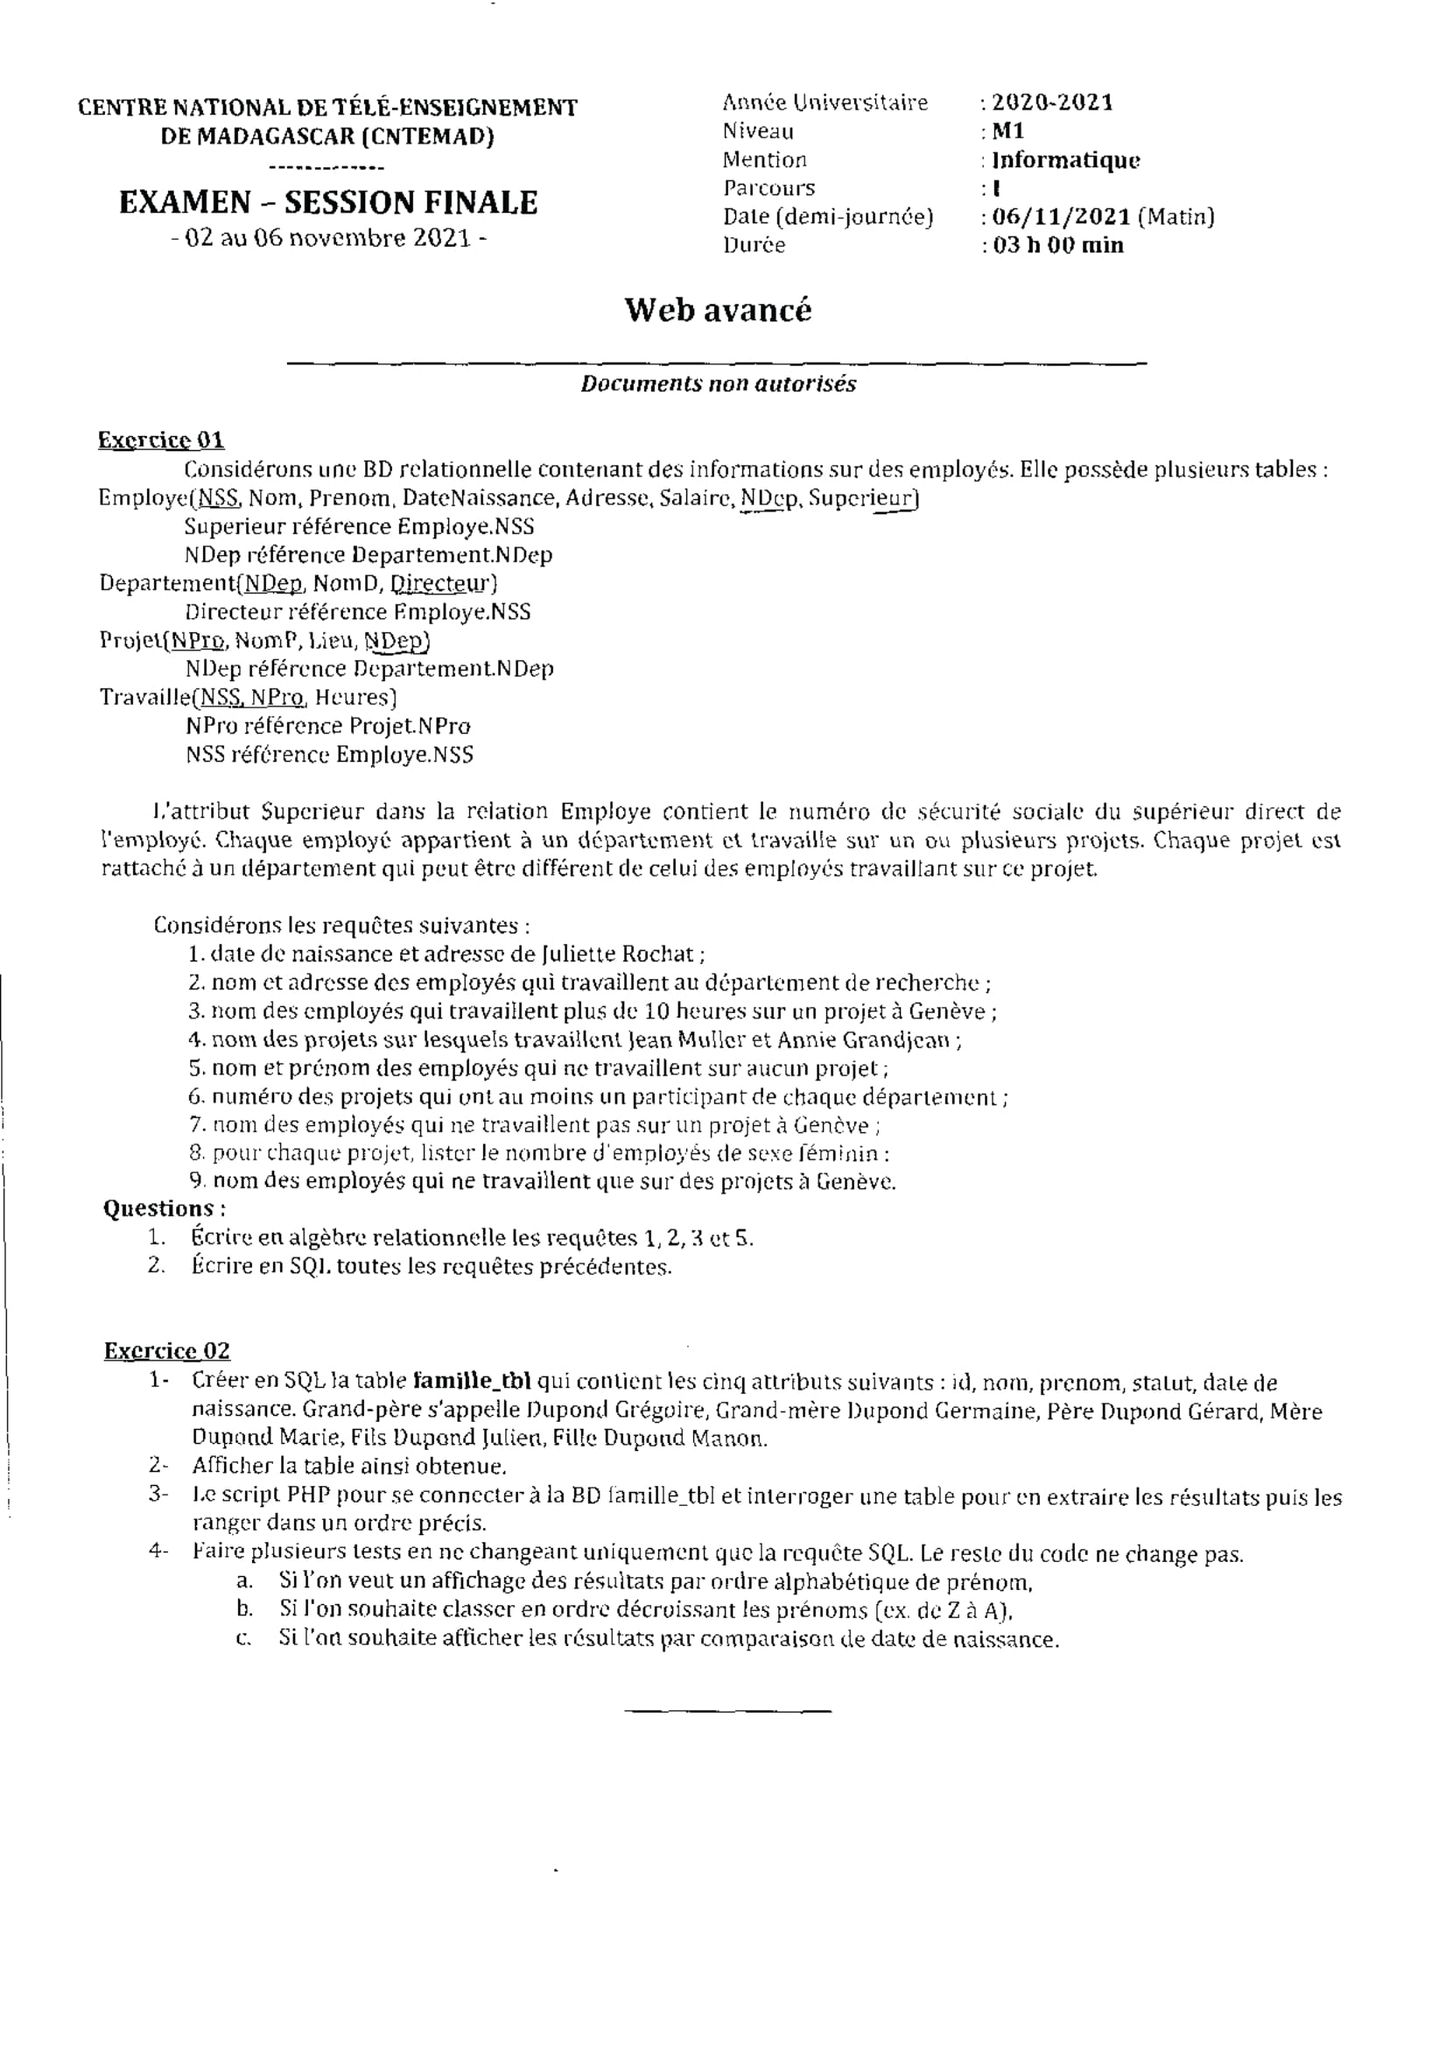 CENTRE NATIONAL DE TÉLÉ-ENSEIGNEMENT
DE MADAGASCAR (CNTEMAD)
------------
EXAMEN – SESSION FINALE
- 02 au 06 novembre 2021 -
Année Universitaire : 2020-2021
Niveau : M1
Mention : Informatique
Parcours : I
Date (demi-journée) : 06/11/2021 (Matin)
Durée : 03 h 00 min
Web avancé
Documents non autorisés
Exercice 01
Considérons une BD relationnelle contenant des informations sur des employés. Elle possède plusieurs tables :
Employe(NSS, Nom, Prenom, DateNaissance, Adresse, Salaire, NDep, Superieur)
Superieur référence Employe.NSS
NDep référence Departement.NDep
Departement(NDep, NomD, Directeur)
Directeur référence Employe.NSS
Projet(NPro, NomP, Lieu, NDep)
NDep référence Departement.NDep
Travaille(NSS, NPro, Heures)
NPro référence Projet.NPro
NSS référence Employe.NSS
L'attribut Superieur dans la relation Employe contient le numéro de sécurité sociale du supérieur direct de
l'employé. Chaque employé appartient à un département et travaille sur un ou plusieurs projets. Chaque projet est
rattaché à un département qui peut être différent de celui des employés travaillant sur ce projet.
Considérons les requêtes suivantes :
1. date de naissance et adresse de Juliette Rochat ;
2. nom et adresse des employés qui travaillent au département de recherche ;
3. nom des employés qui travaillent plus de 10 heures sur un projet à Genève ;
4. nom des projets sur lesquels travaillent Jean Muller et Annie Grandjean ;
5. nom et prénom des employés qui ne travaillent sur aucun projet ;
6. numéro des projets qui ont au moins un participant de chaque département ;
7. nom des employés qui ne travaillent pas sur un projet à Genève ;
8. pour chaque projet, lister le nombre d'employés de sexe féminin :
9. nom des employés qui ne travaillent que sur des projets à Genève.
Questions :
1. Écrire en algèbre relationnelle les requêtes 1, 2, 3 et 5.
2. Écrire en SQL toutes les requêtes précédentes.
Exercice 02
1- Créer en SQL la table famille_tbl qui contient les cinq attributs suivants : id, nom, prenom, statut, date de
naissance. Grand-père s'appelle Dupond Grégoire, Grand-mère Dupond Germaine, Père Dupond Gérard, Mère
Dupond Marie, Fils Dupond Julien, Fille Dupond Manon.
2- Afficher la table ainsi obtenue.
3- Le script PHP pour se connecter à la BD famille_tbl et interroger une table pour en extraire les résultats puis les
ranger dans un ordre précis.
4- Faire plusieurs tests en ne changeant uniquement que la requête SQL. Le reste du code ne change pas.
a. Si l'on veut un affichage des résultats par ordre alphabétique de prénom,
b. Si l'on souhaite classer en ordre décroissant les prénoms (ex. de Z à A),
c. Si l'on souhaite afficher les résultats par comparaison de date de naissance.